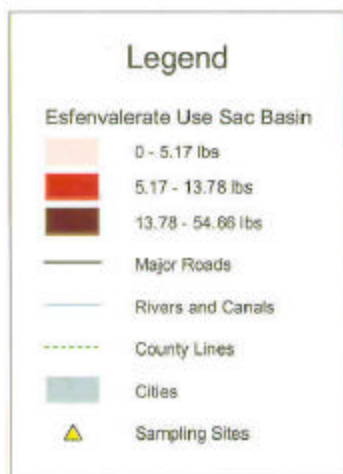 Legend
Esfenvalerate Use Sac Basin
0 - 5.17 lbs
5.17 - 13.78 lbs
13.78 - 54.66 lbs
Major Roads
Rivers and Canals
County Lines
Cities
Sampling Sites